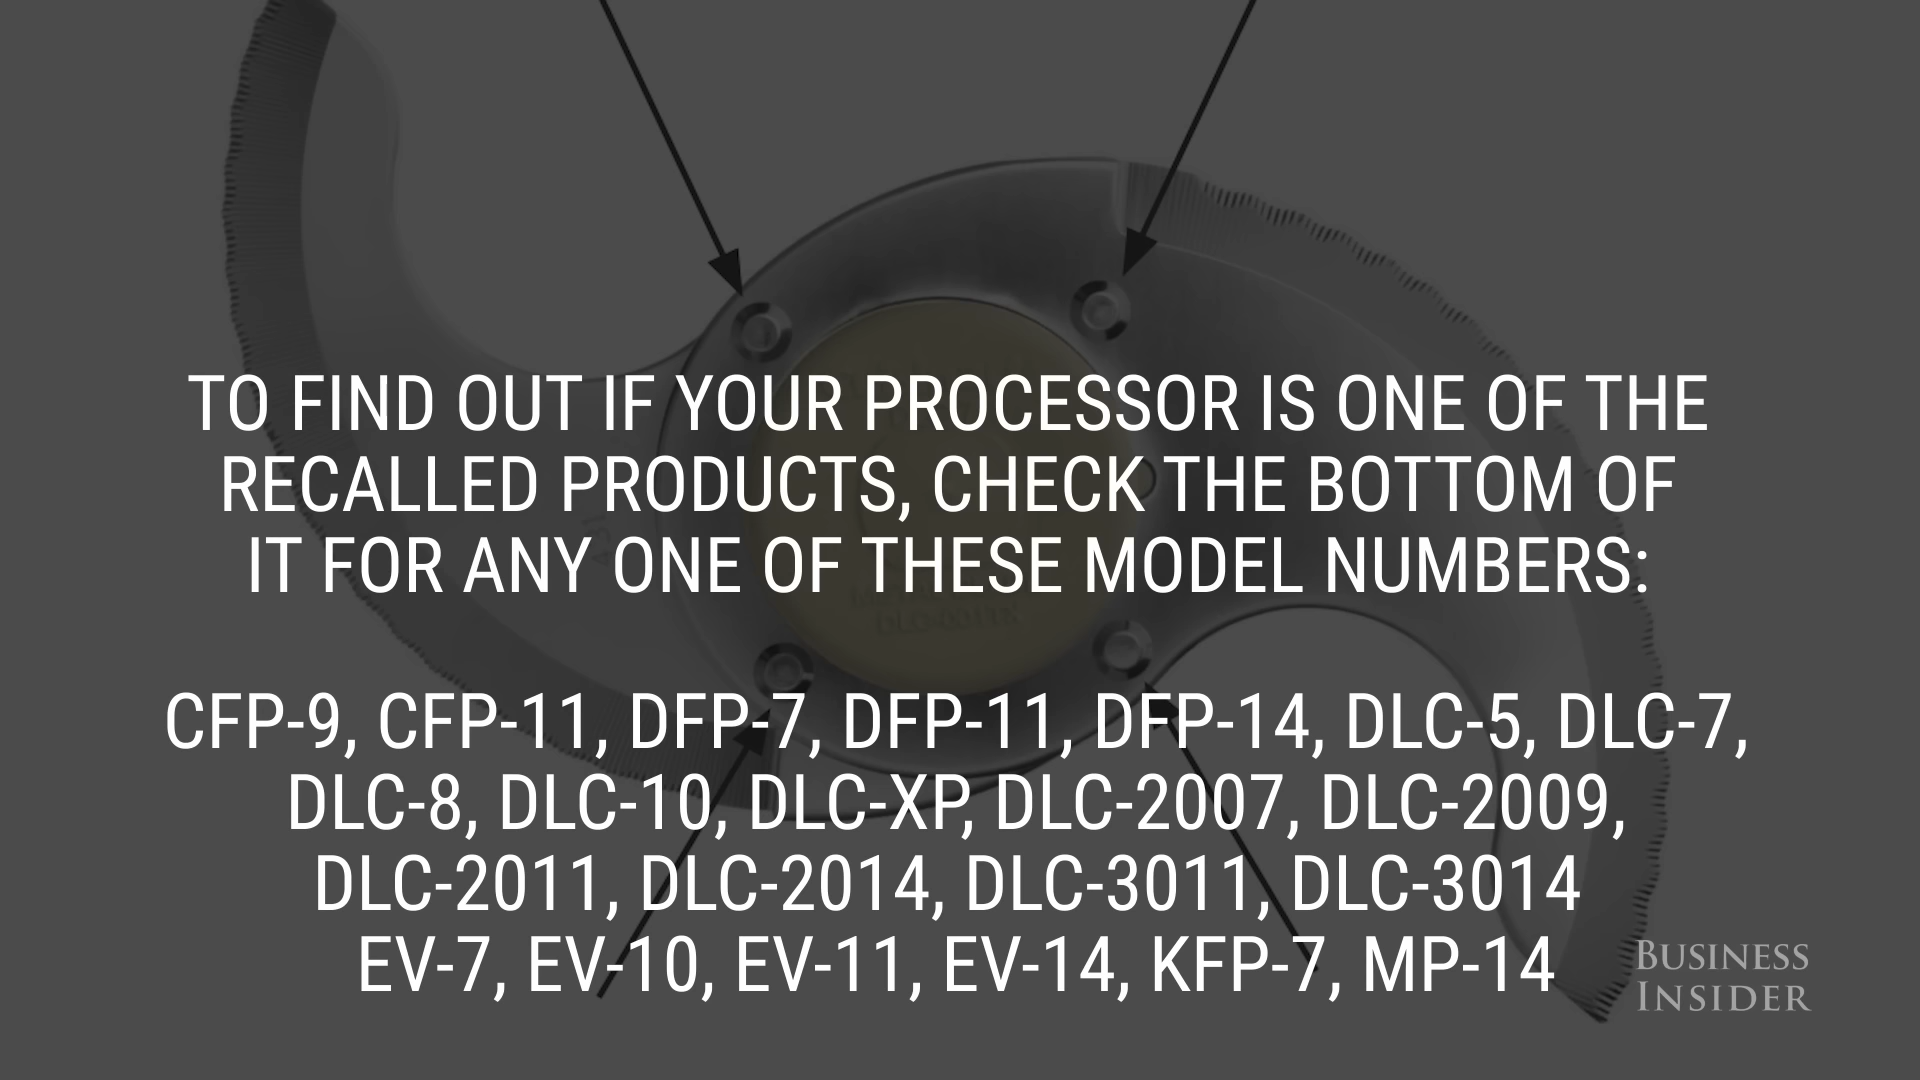 TO FIND OUT IF YOUR PROCESSOR IS ONE OF THE
RECALLED PRODUCTS, CHECK THE BOTTOM OF
IT FOR ANY ONE OF THESE MODEL NUMBERS:
CFP-9, CFP-11, DFP-7, DFP-11, DFP-14, DLC-5, DLC-7,
DLC-8, DLC-10, DLC-XP, DLC-2007, DLC-2009,
DLC-2011, DLC-2014, DLC-3011, DLC-3014
EV-7, EV-10, EV-11, EV-14, KFP-7, MP-14
BUSINESS
INSIDER